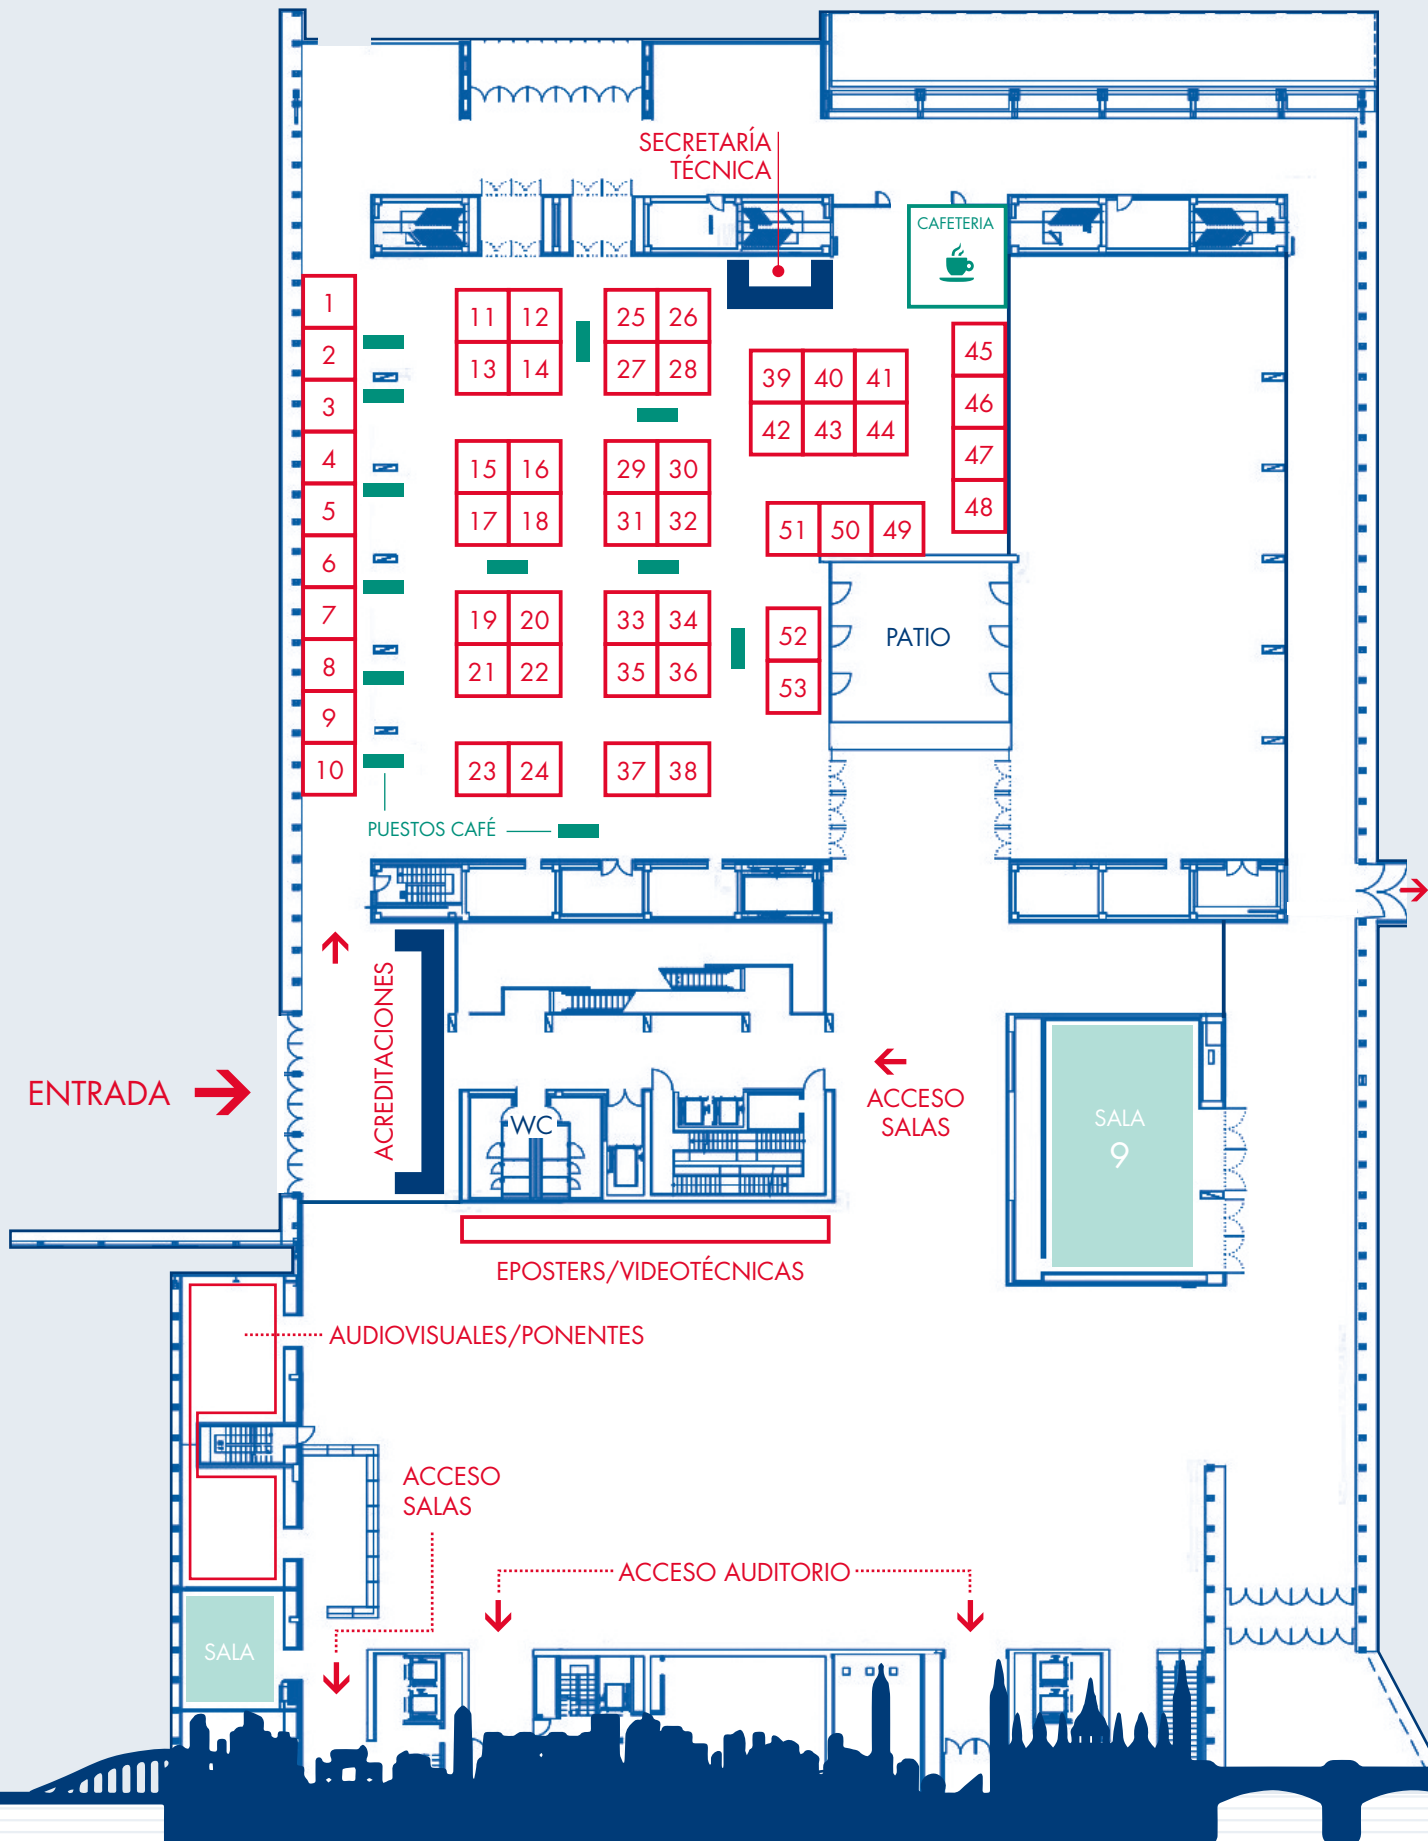 SECRETARÍA
TÉCNICA
CAFETERIA
1
2
3
4
5
6
7
8
9
10
11 12
13 14
15 16
17 18
19 20
21 22
23 24
25 26
27 28
29 30
31 32
33 34
35 36
37 38
39 40 41
42 43 44
45
46
47
48
51 50 49
52
53
PATIO
PUESTOS CAFÉ
ACREDITACIONES
ENTRADA
WC
ACCESO
SALAS
SALA
9
EPOSTERS/VIDEOTÉCNICAS
AUDIOVISUALES/PONENTES
ACCESO
SALAS
ACCESO AUDITORIO
SALA